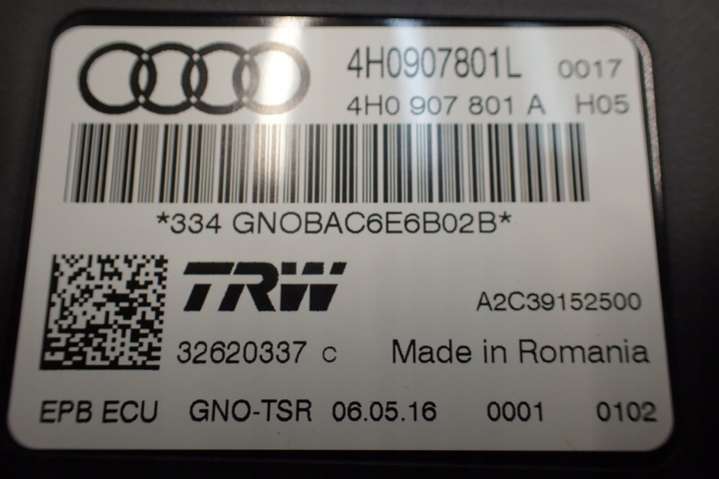 4H0907801L 0017
4H0 907 801 A H05
*334 GNOBAC6E6B02B*
TRW A2C39152500
32620337 C Made in Romania
EPB ECU GNO-TSR 06.05.16 0001 0102